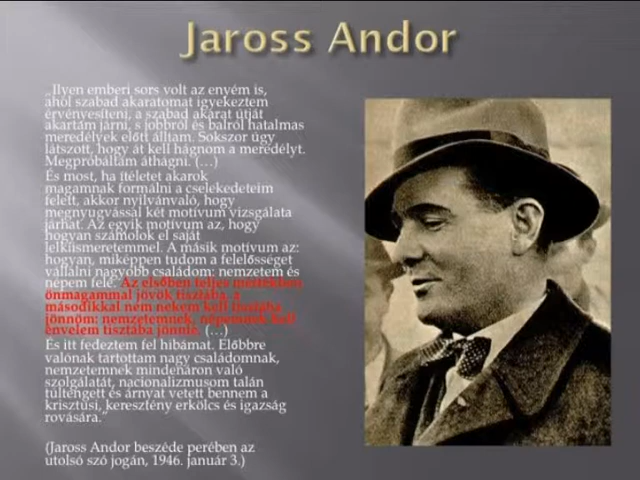 Jaross Andor
„Ilyen emberi sors volt az enyém is,
ahol szabad akaratomat igyekeztem
érvényesíteni, a szabad akarat útját
akartam járni, s jobbról és balról hatalmas
meredélyek előtt álltam. Sokszor úgy
látszott, hogy át kell hágnom a meredélyt.
Megpróbáltam áthágni. (…)
És most, ha ítéletet akarok
magamnak formálni a cselekedeteim
felett, akkor nyilvánváló, hogy
megnyugvással két motívum vizsgálata
járhat. Az egyik motívum az, hogy
hogyan számolok el saját
lelkiismeretemmel. A másik motívum az:
hogyan, miképpen tudom a felelősséget
vállalni nagyobb családom: nemzetem és
népem felé. Az elsőben teljes mértékben
önmagammal jövök tisztába, a
másodikkal nem nekem kell tisztába
jönnöm: nemzetemnek, népemnek kell
énvelem tisztába jönnie. (…)
És itt fedeztem fel hibámat. Előbbre
valónak tartottam nagy családomnak,
nemzetemnek mindenáron való
szolgálatát, nacionalizmusom talán
túltengett és árnyat vetett bennem a
krisztusi, keresztény erkölcs és igazság
rovására.”
(Jaross Andor beszéde perében az
utolsó szó jogán, 1946. január 3.)